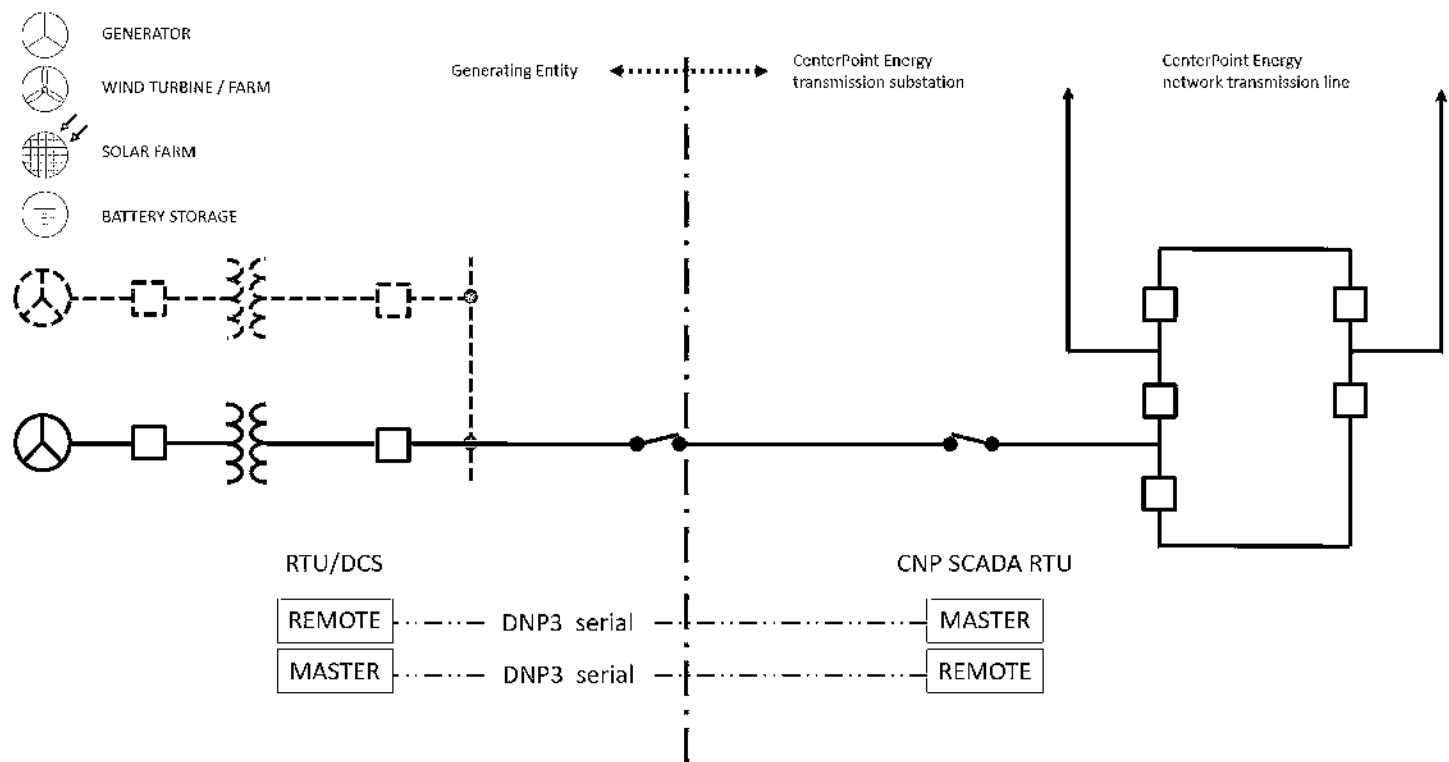 GENERATOR
WIND TURBINE / FARM
SOLAR FARM
BATTERY STORAGE
Generating Entity
CenterPoint Energy
transmission substation
CenterPoint Energy
network transmission line
RTU/DCS
CNP SCADA RTU
REMOTE
DNP3 serial
MASTER
MASTER
DNP3 serial
REMOTE